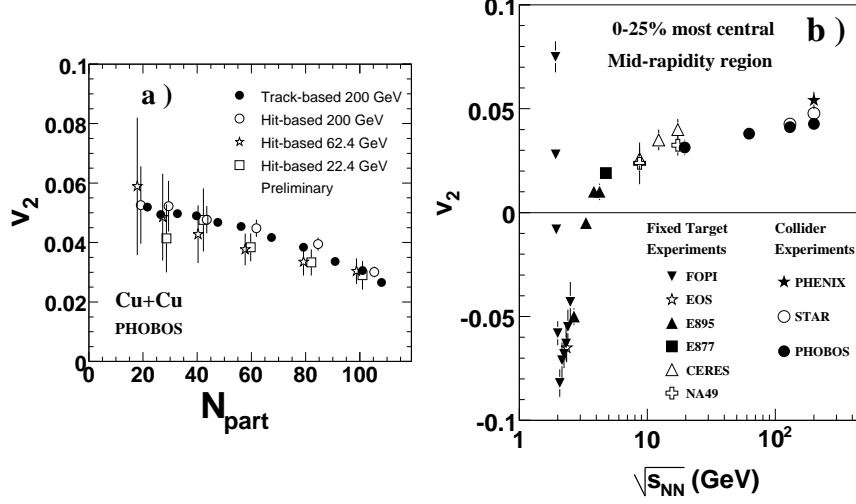 a )
0.1
0.08
0.06
0.04
0.02
0
v2
Track-based 200 GeV
Hit-based 200 GeV
Hit-based 62.4 GeV
Hit-based 22.4 GeV
Preliminary
Cu+Cu
PHOBOS
0 20 40 60 80 100
Npart
b )
0-25% most central
Mid-rapidity region
0.1
0.05
0
-0.05
-0.1
v2
Fixed Target
Experiments
FOPI
EOS
E895
E877
CERES
NA49
Collider
Experiments
PHENIX
STAR
PHOBOS
1 10 10²
√sNN (GeV)